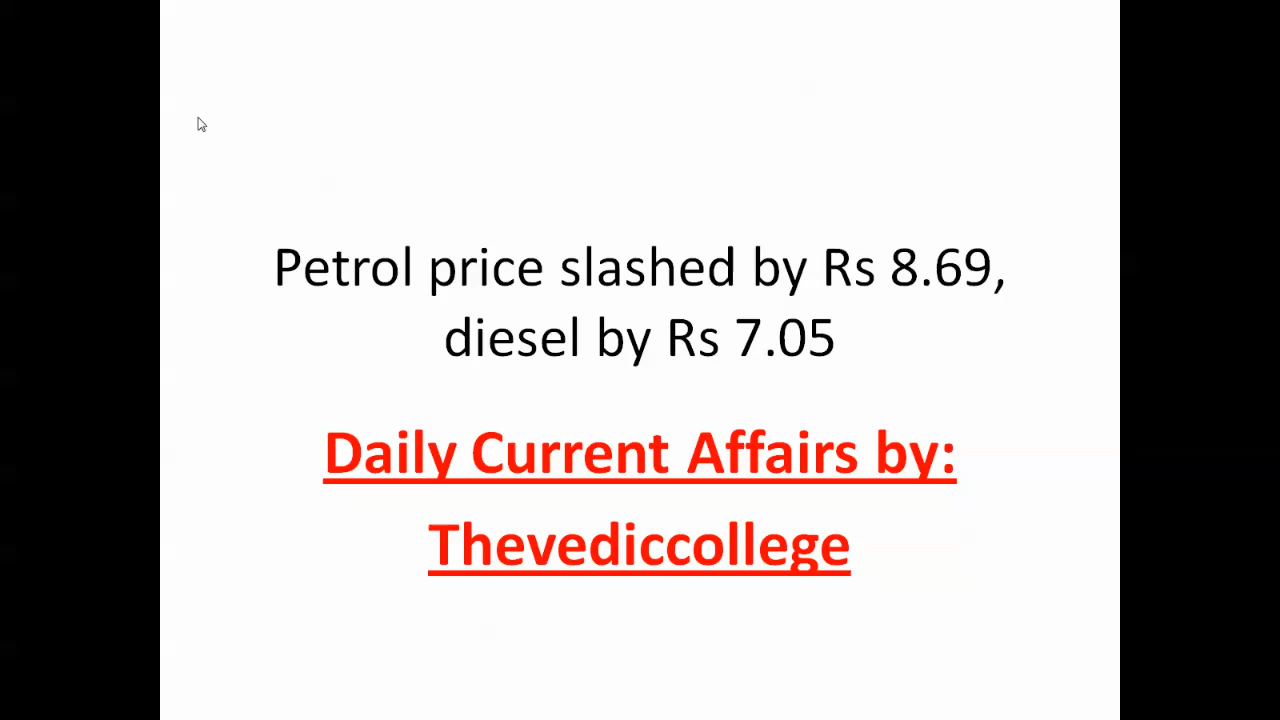 Petrol price slashed by Rs 8.69,
diesel by Rs 7.05
Daily Current Affairs by:
Thevediccollege